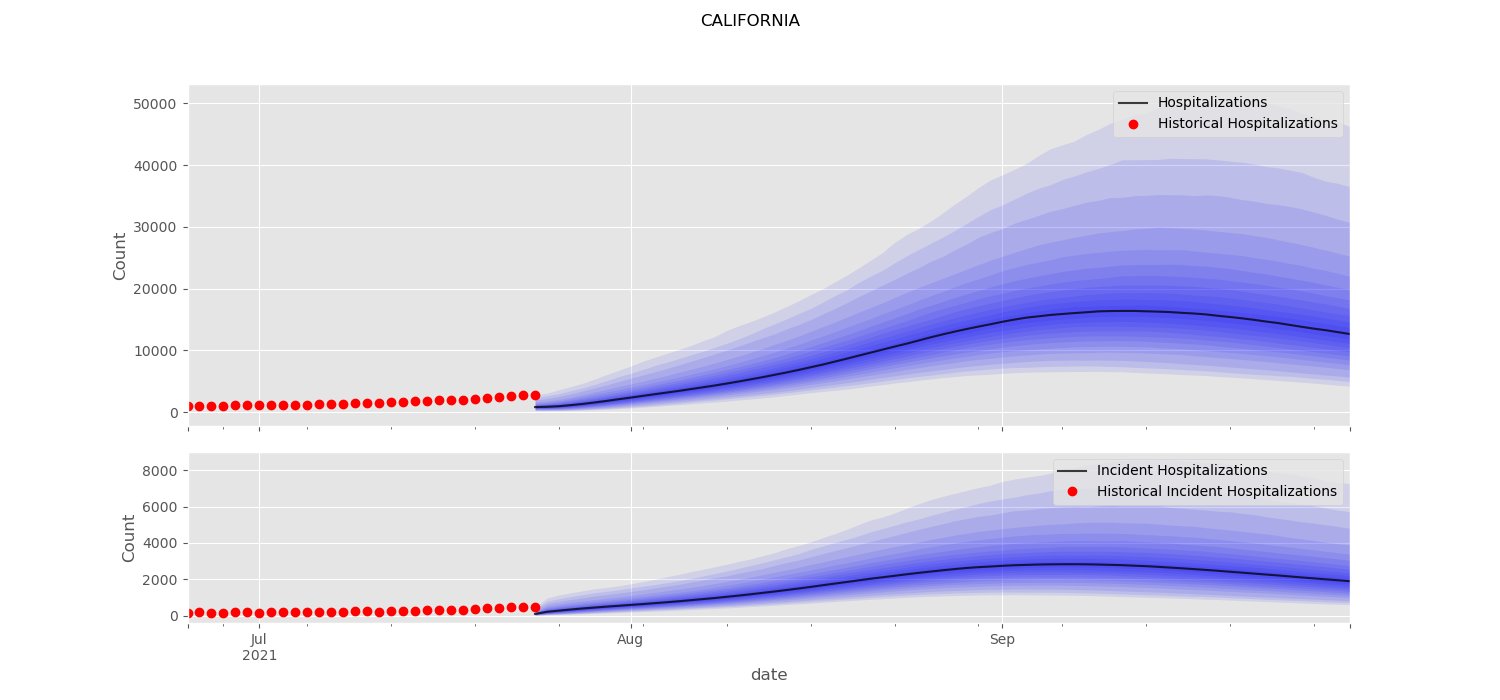 CALIFORNIA
50000
40000
30000
20000
10000
0
Count
Hospitalizations
Historical Hospitalizations
8000
6000
4000
2000
0
Count
Incident Hospitalizations
Historical Incident Hospitalizations
Jul
2021
Aug
Sep
date